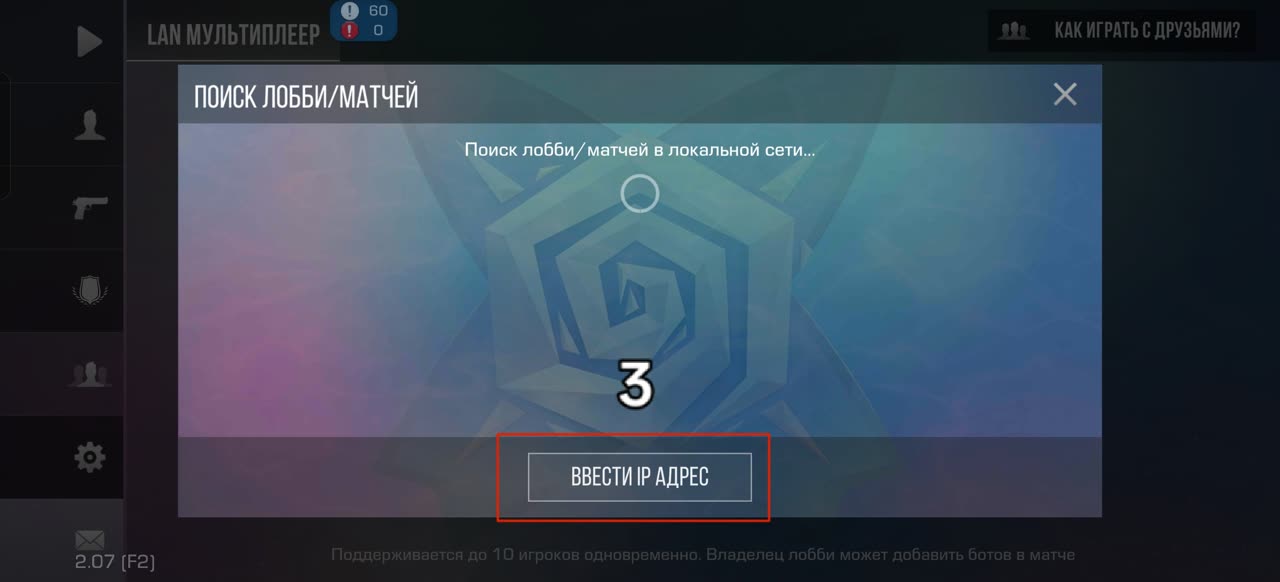 LAN МУЛЬТИПЛЕЕР
! 60
! 0
КАК ИГРАТЬ С ДРУЗЬЯМИ?
ПОИСК ЛОББИ/МАТЧЕЙ
Поиск лобби/матчей в локальной сети...
3
ВВЕСТИ IP АДРЕС
2.07 (F2)
Поддерживается до 10 игроков одновременно. Владелец лобби может добавить ботов в матче